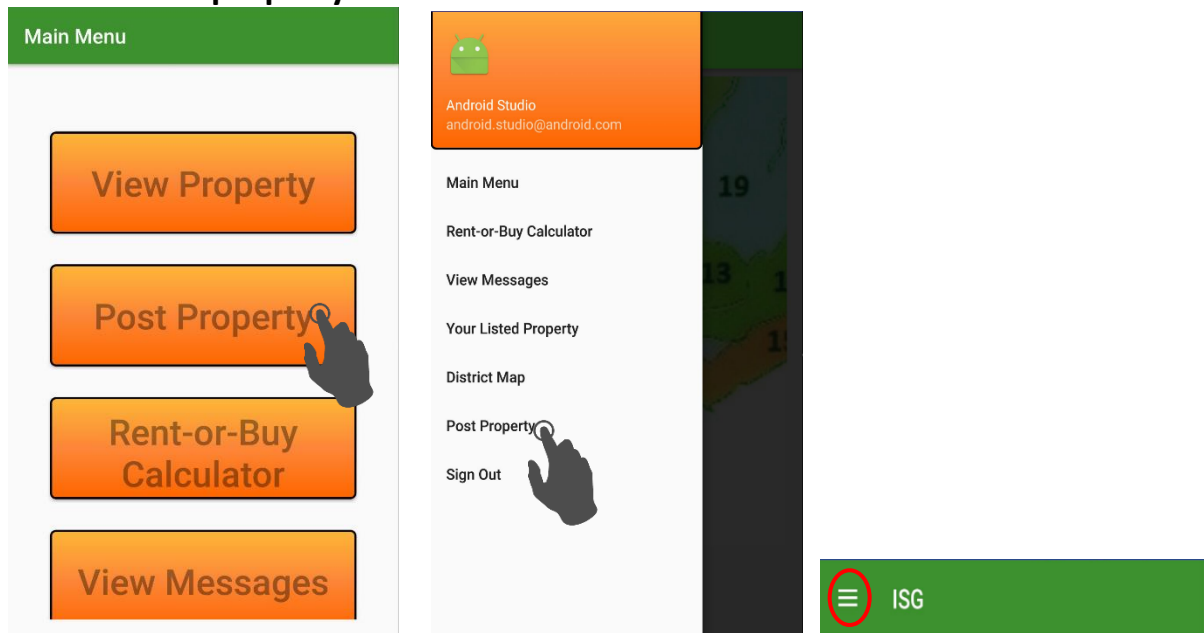 Main Menu
View Property
Post Property
Rent-or-Buy
Calculator
View Messages
Android Studio
android.studio@android.com
Main Menu
Rent-or-Buy Calculator
View Messages
Your Listed Property
District Map
Post Property
Sign Out
19
13
ISG